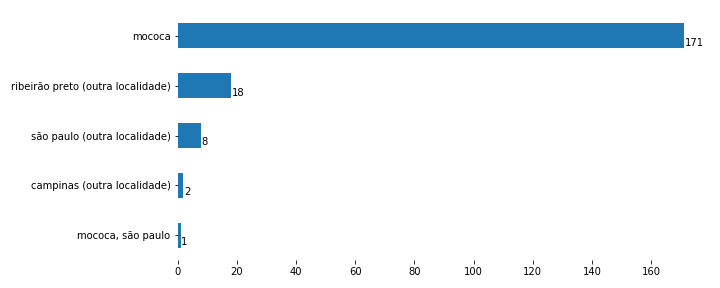 mococa
171
ribeirão preto (outra localidade)
18
são paulo (outra localidade)
8
campinas (outra localidade)
2
mococa, são paulo
1
0 20 40 60 80 100 120 140 160